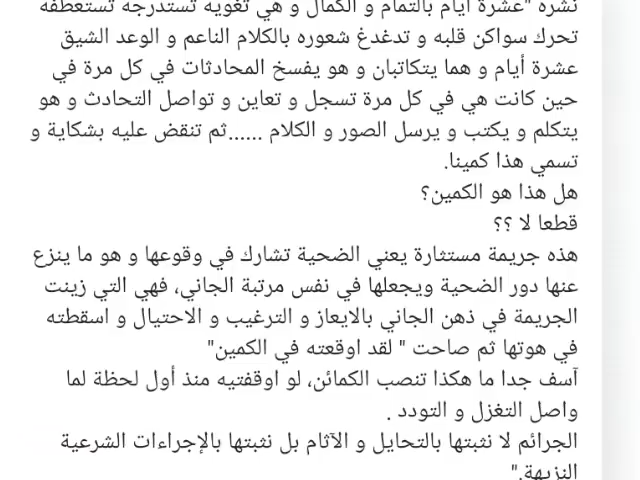 نشره "عشرة أيام بالتمام و الكمال و هي تغويه تستدرجه تستعطفه
تحرك سواكن قلبه و تدغدغ شعوره بالكلام الناعم و الوعد الشيق
عشرة أيام و هما يتكاتبان و هو يفسخ المحادثات في كل مرة في
حين كانت هي في كل مرة تسجل و تعاين و تواصل التحادث و هو
يتكلم و يكتب و يرسل الصور و الكلام ......ثم تنقض عليه بشكاية و
تسمي هذا كمينا.
هل هذا هو الكمين؟
قطعا لا ؟؟
هذه جريمة مستثارة يعني الضحية تشارك في وقوعها و هو ما ينزع
عنها دور الضحية ويجعلها في نفس مرتبة الجاني، فهي التي زينت
الجريمة في ذهن الجاني بالايعاز و الترغيب و الاحتيال و اسقطته
في هوتها ثم صاحت " لقد اوقعته في الكمين"
آسف جدا ما هكذا تنصب الكمائن، لو اوقفتيه منذ أول لحظة لما
واصل التغزل و التودد .
الجرائم لا نثبتها بالتحايل و الآثام بل نثبتها بالإجراءات الشرعية
النزيهة."